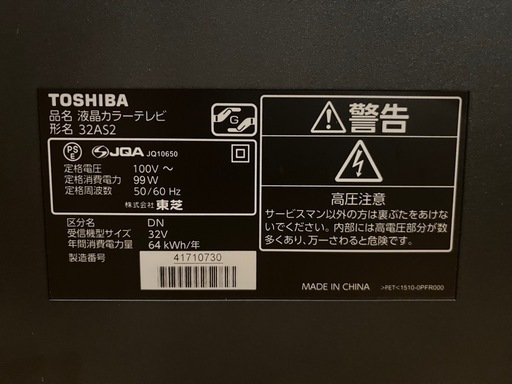 TOSHIBA
品名 液晶カラーテレビ
形名 32AS2
G
PS
E
JQA JQ10650
定格電圧 100V ～
定格消費電力 99W
定格周波数 50/60 Hz
株式会社 東芝
区分名 DN
受信機型サイズ 32V
年間消費電力量 64 kWh/年
製造番号 41710730
警告
高圧注意
サービスマン以外の方は裏ぶたをあけな
いでください。内部には高電圧部分が数
多くあり、万一さわると危険です。
MADE IN CHINA
>PET<1510-0PFR000